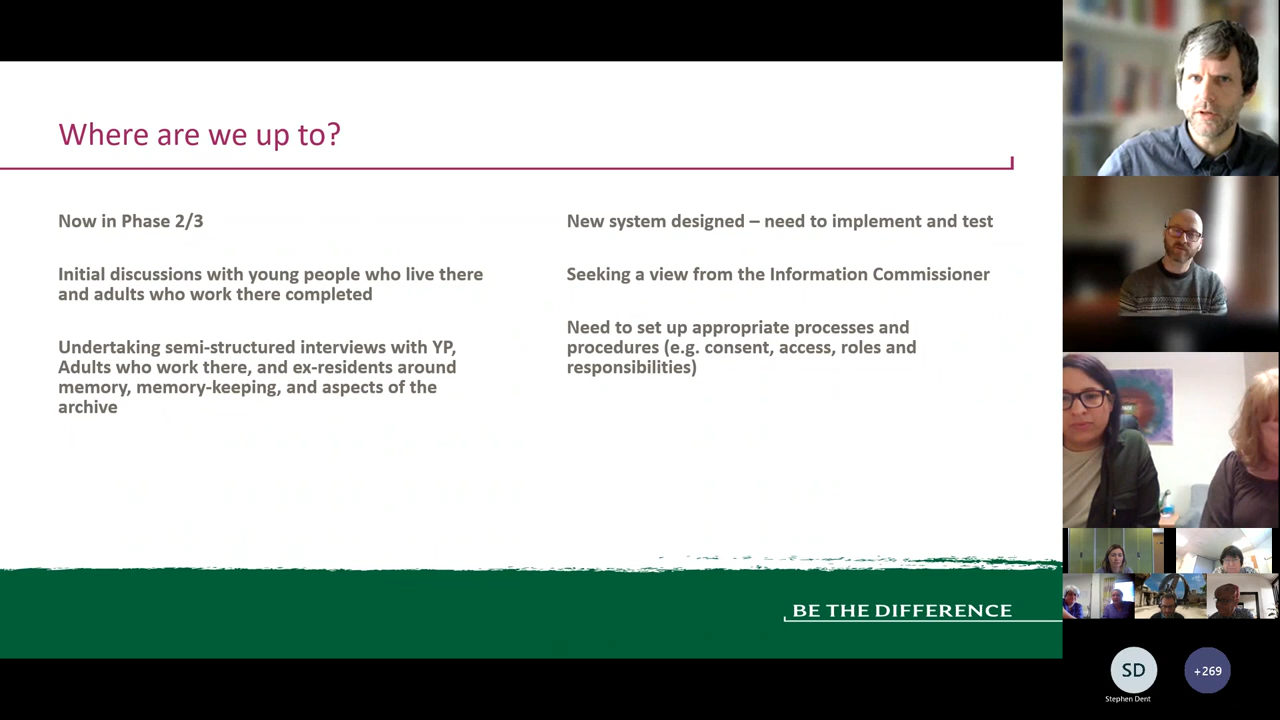 Where are we up to?
Now in Phase 2/3
Initial discussions with young people who live there
and adults who work there completed
Undertaking semi-structured interviews with YP,
Adults who work there, and ex-residents around
memory, memory-keeping, and aspects of the
archive
New system designed – need to implement and test
Seeking a view from the Information Commissioner
Need to set up appropriate processes and
procedures (e.g. consent, access, roles and
responsibilities)
BE THE DIFFERENCE
SD
+269
Stephen Dent